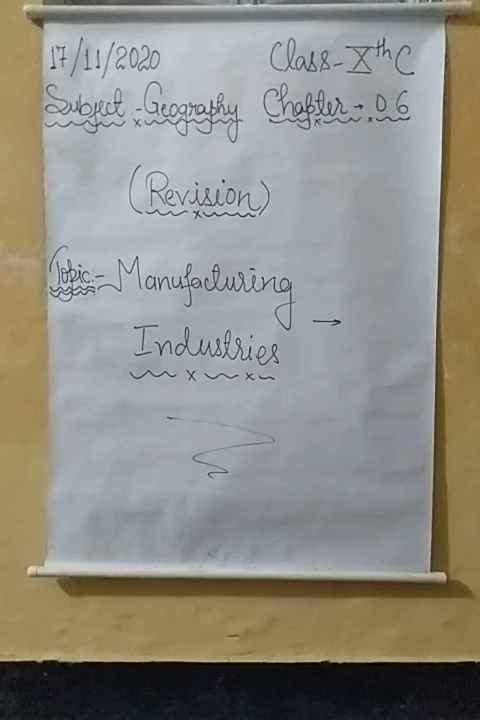 17/11/2020 Class-Xth C
Subject:-Geography Chapter→06
(Revision)
Topic:-Manufacturing →
Industries